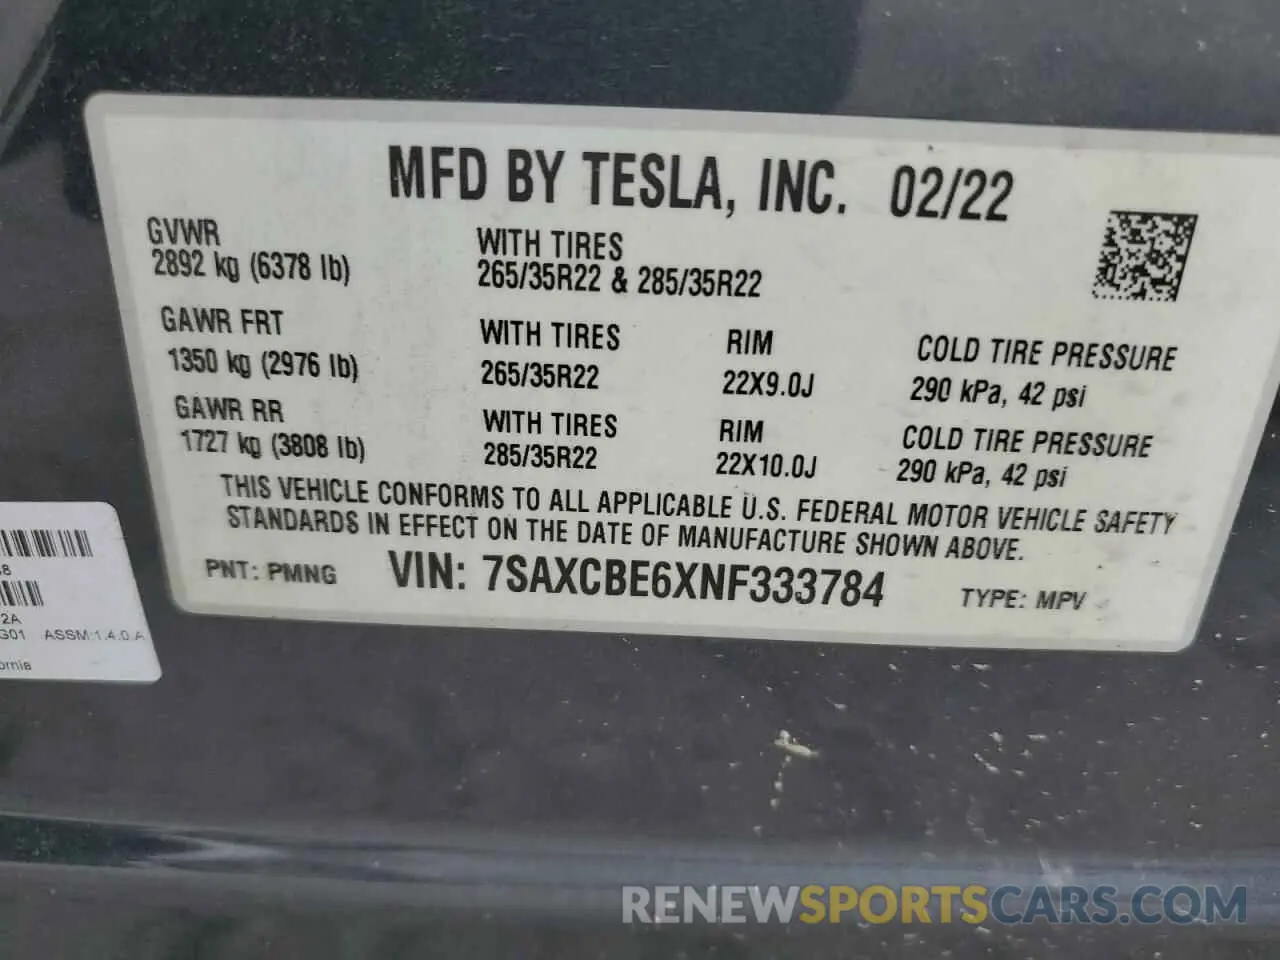 MFD BY TESLA, INC. 02/22
GVWR
2892 kg (6378 lb)
WITH TIRES
265/35R22 & 285/35R22
GAWR FRT
1350 kg (2976 lb)
WITH TIRES
265/35R22
RIM
22X9.0J
COLD TIRE PRESSURE
290 kPa, 42 psi
GAWR RR
1727 kg (3808 lb)
WITH TIRES
285/35R22
RIM
22X10.0J
COLD TIRE PRESSURE
290 kPa, 42 psi
THIS VEHICLE CONFORMS TO ALL APPLICABLE U.S. FEDERAL MOTOR VEHICLE SAFETY
STANDARDS IN EFFECT ON THE DATE OF MANUFACTURE SHOWN ABOVE.
PNT: PMNG VIN: 7SAXCBE6XNF333784 TYPE: MPV
2A
G01 ASSM:1.4.0.A
ornia
RENEWSPORTSCARS.COM